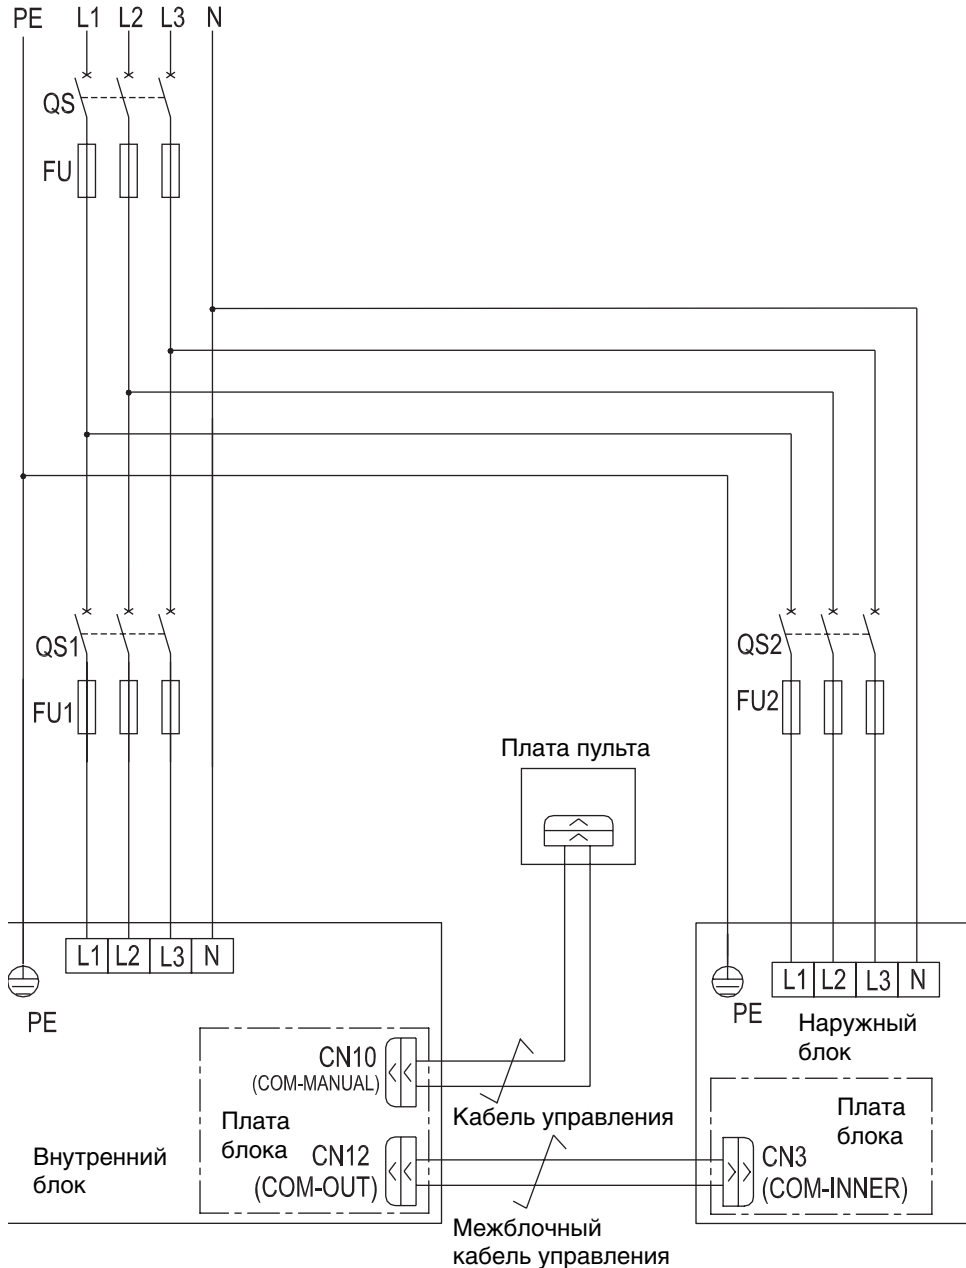 PE L1 L2 L3 N
QS
FU
QS1
FU1
QS2
FU2
Плата пульта
L1 L2 L3 N
PE
L1 L2 L3 N
PE
Наружный
блок
CN10
(COM-MANUAL)
Кабель управления
Плата
блока
CN12
(COM-OUT)
Внутренний
блок
Плата
блока
CN3
(COM-INNER)
Межблочный
кабель управления